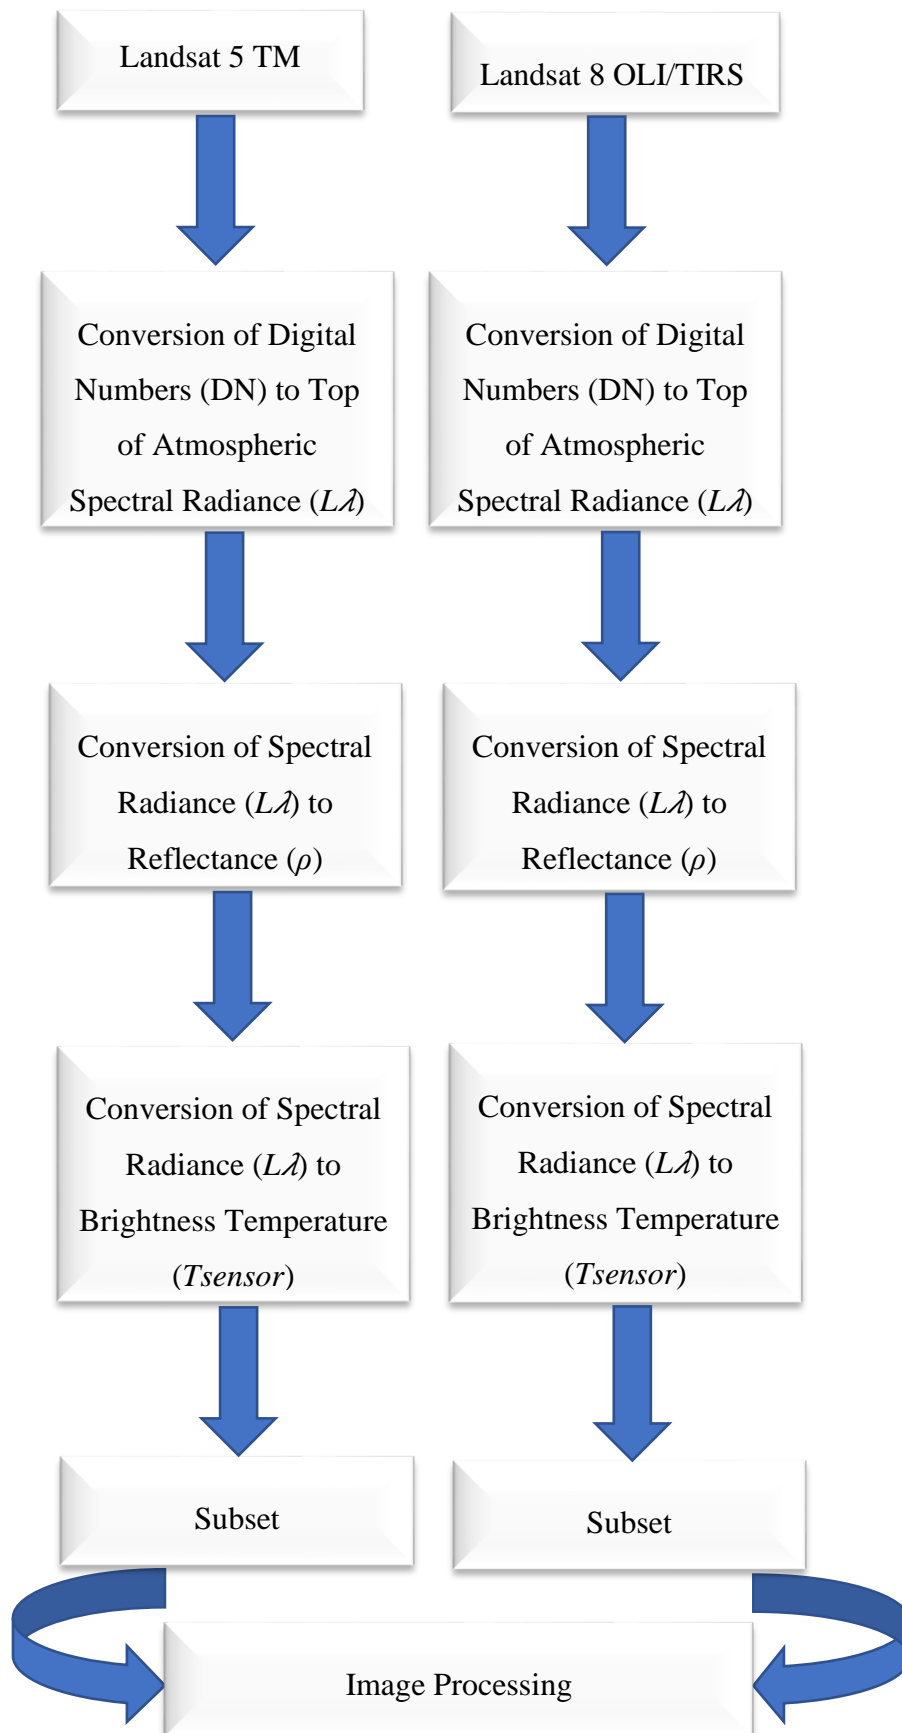 Landsat 5 TM
Landsat 8 OLI/TIRS
Conversion of Digital
Numbers (DN) to Top
of Atmospheric
Spectral Radiance (Lλ)
Conversion of Digital
Numbers (DN) to Top
of Atmospheric
Spectral Radiance (Lλ)
Conversion of Spectral
Radiance (Lλ) to
Reflectance (ρ)
Conversion of Spectral
Radiance (Lλ) to
Reflectance (ρ)
Conversion of Spectral
Radiance (Lλ) to
Brightness Temperature
(Tsensor)
Conversion of Spectral
Radiance (Lλ) to
Brightness Temperature
(Tsensor)
Subset
Subset
Image Processing